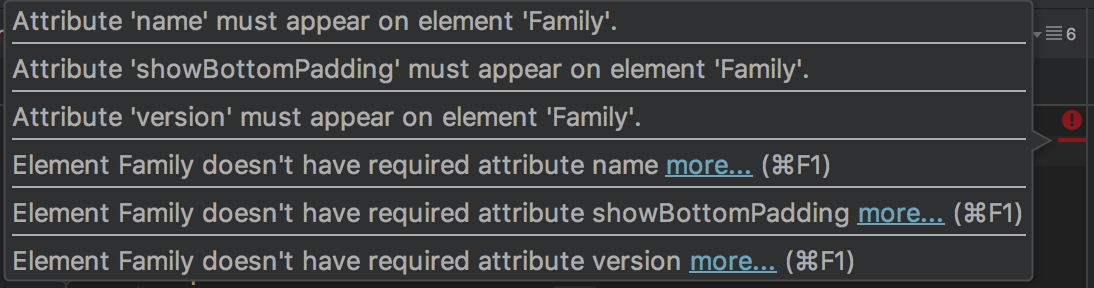 Attribute 'name' must appear on element 'Family'.
6
Attribute 'showBottomPadding' must appear on element 'Family'.
Attribute 'version' must appear on element 'Family'.
Element Family doesn't have required attribute name more... (⌘F1)
Element Family doesn't have required attribute showBottomPadding more... (⌘F1)
Element Family doesn't have required attribute version more... (⌘F1)